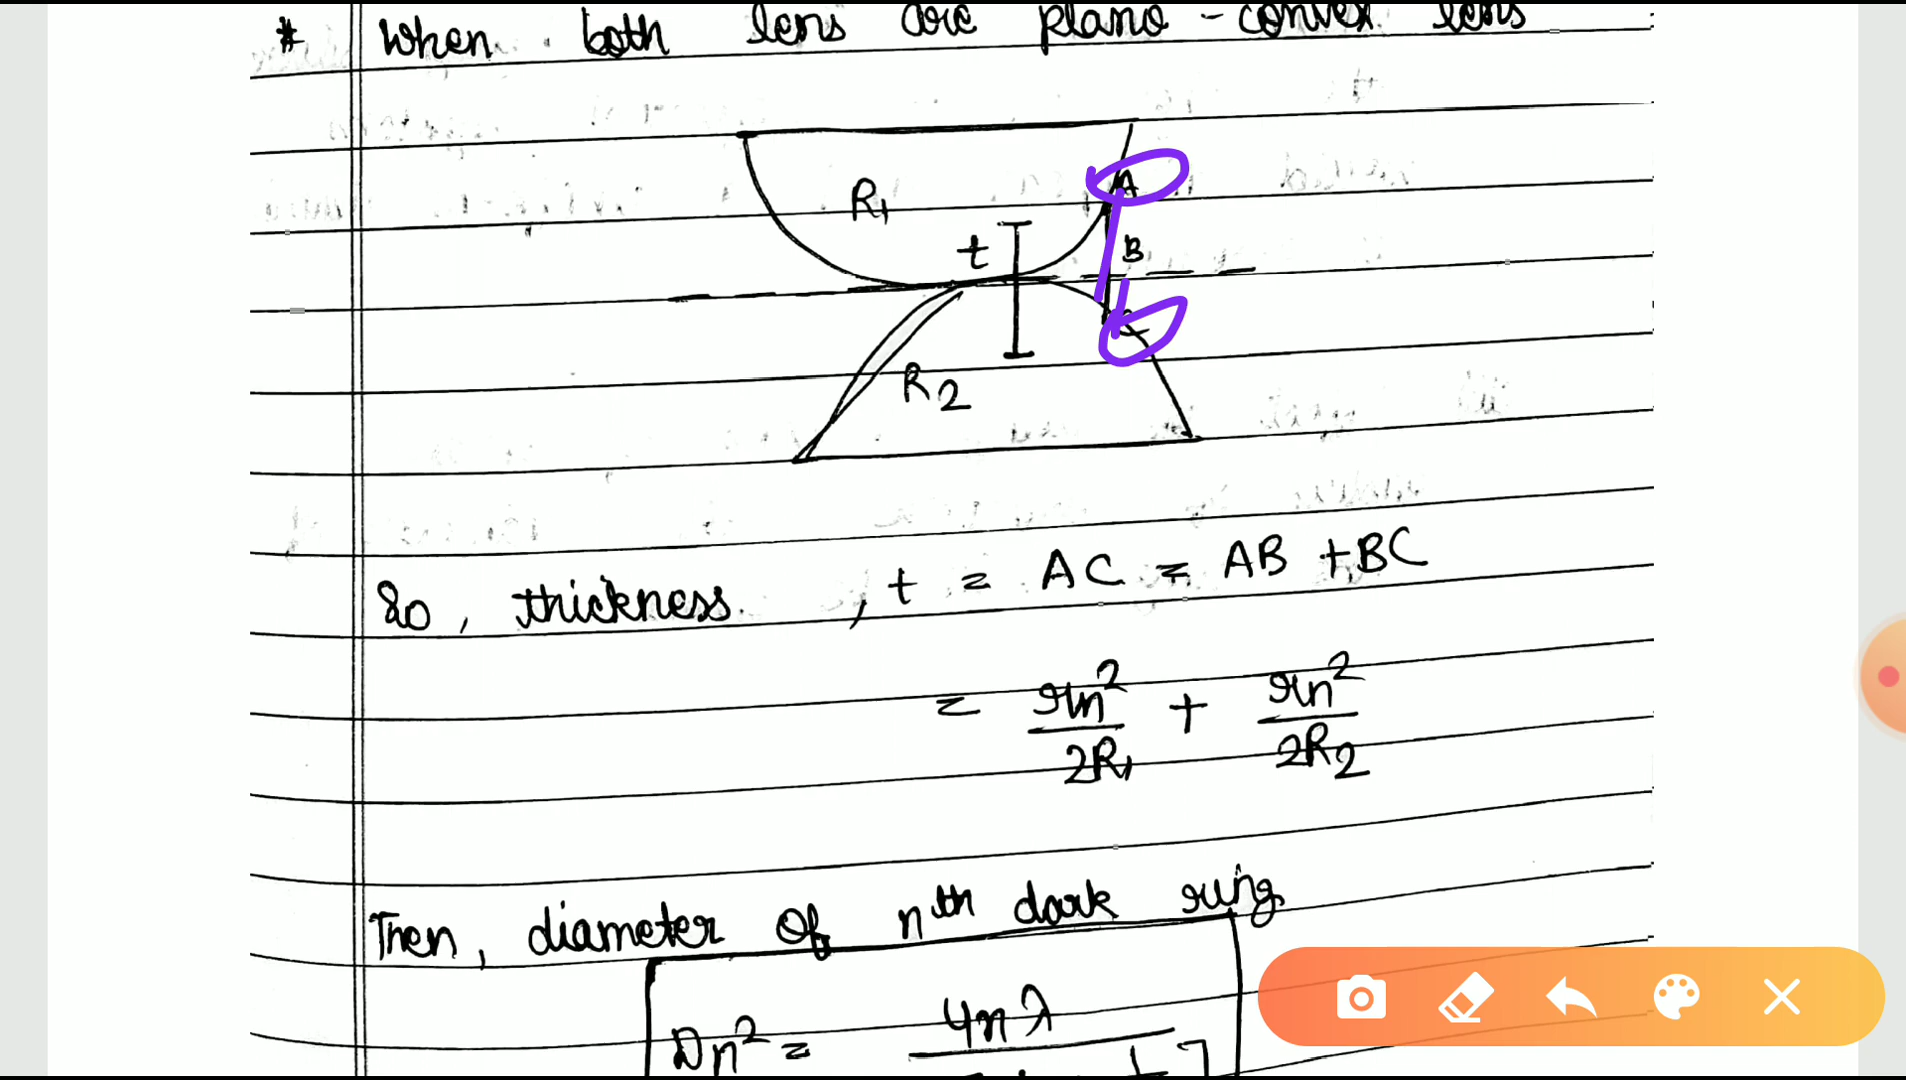 * When both lens are plano-convex lens
A
R1
t
B
C
R2
So, thickness, t = AC = AB + BC
= rn²/2R1 + rn²/2R2
Then, diameter of nth dark ring
Dn² = 4nλ